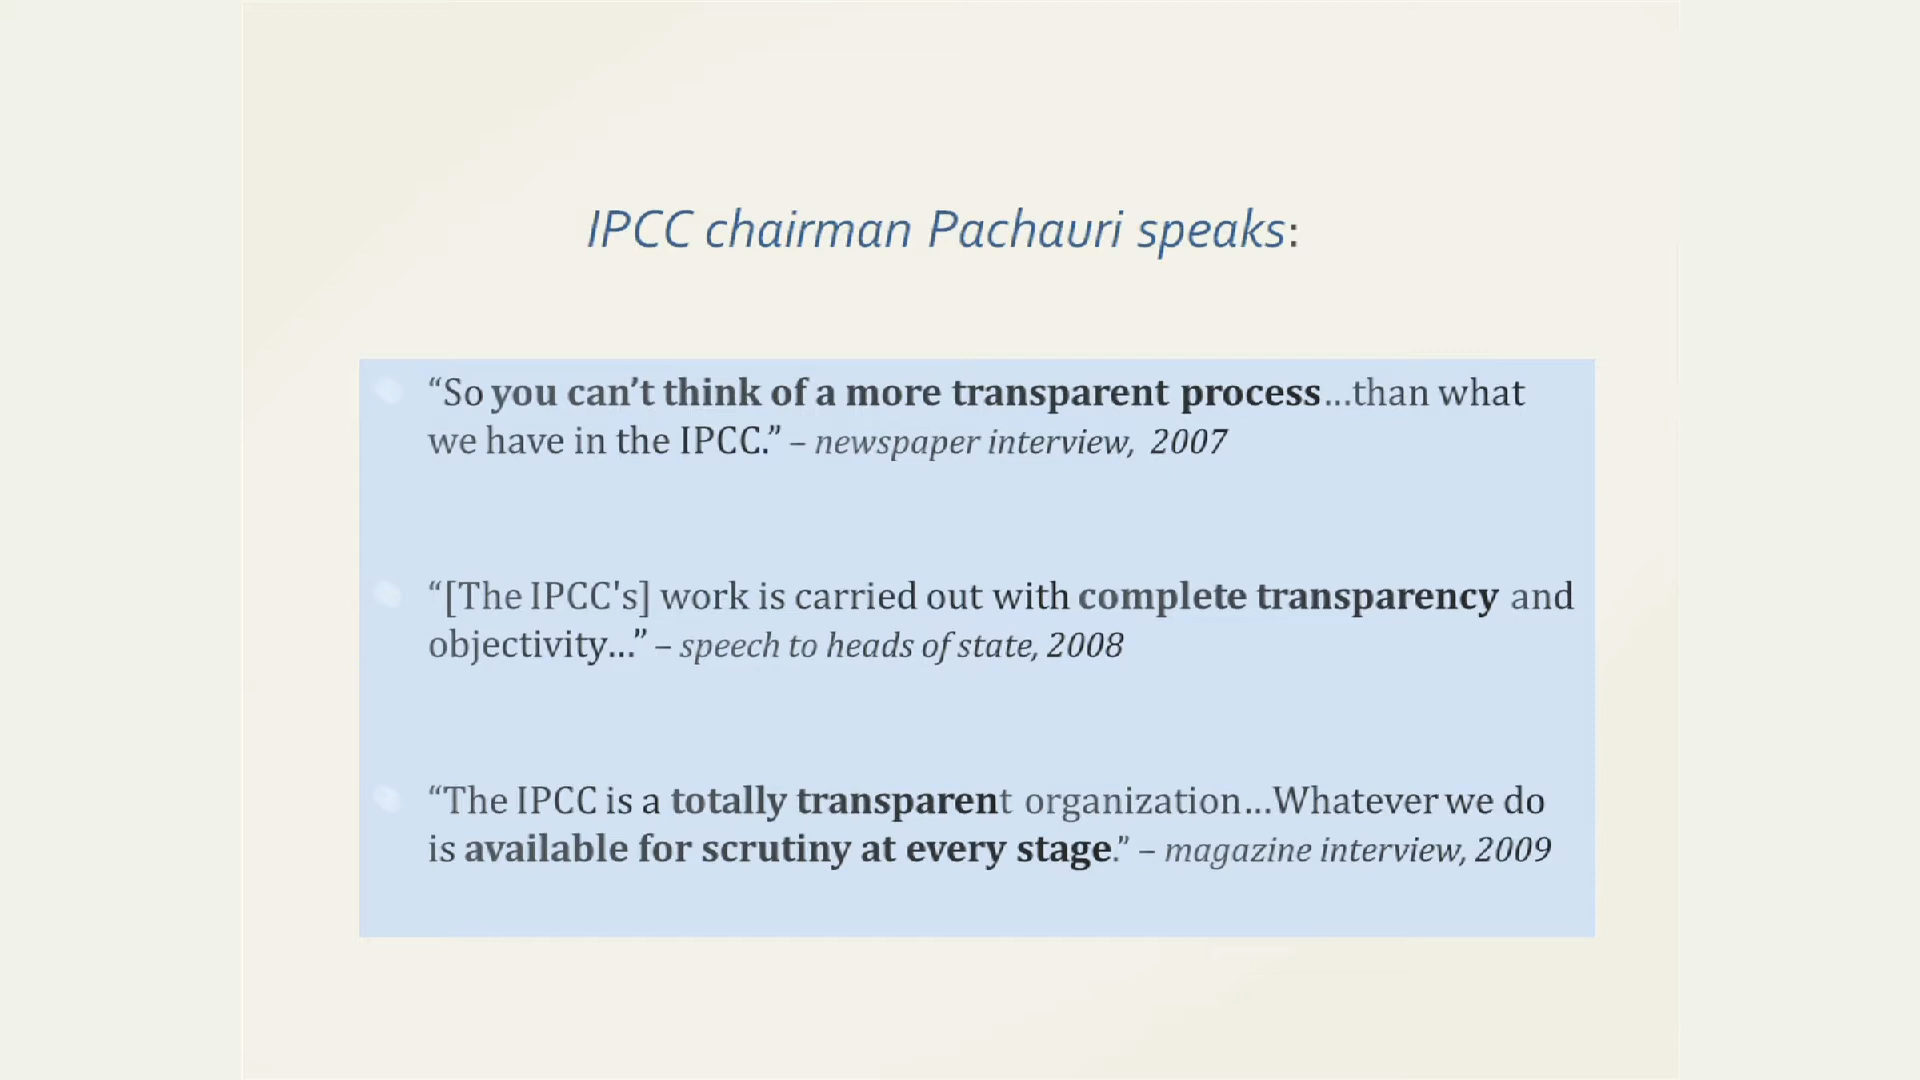 IPCC chairman Pachauri speaks:
“So you can’t think of a more transparent process…than what
we have in the IPCC.” – newspaper interview, 2007
“[The IPCC's] work is carried out with complete transparency and
objectivity…” – speech to heads of state, 2008
“The IPCC is a totally transparent organization…Whatever we do
is available for scrutiny at every stage.” – magazine interview, 2009